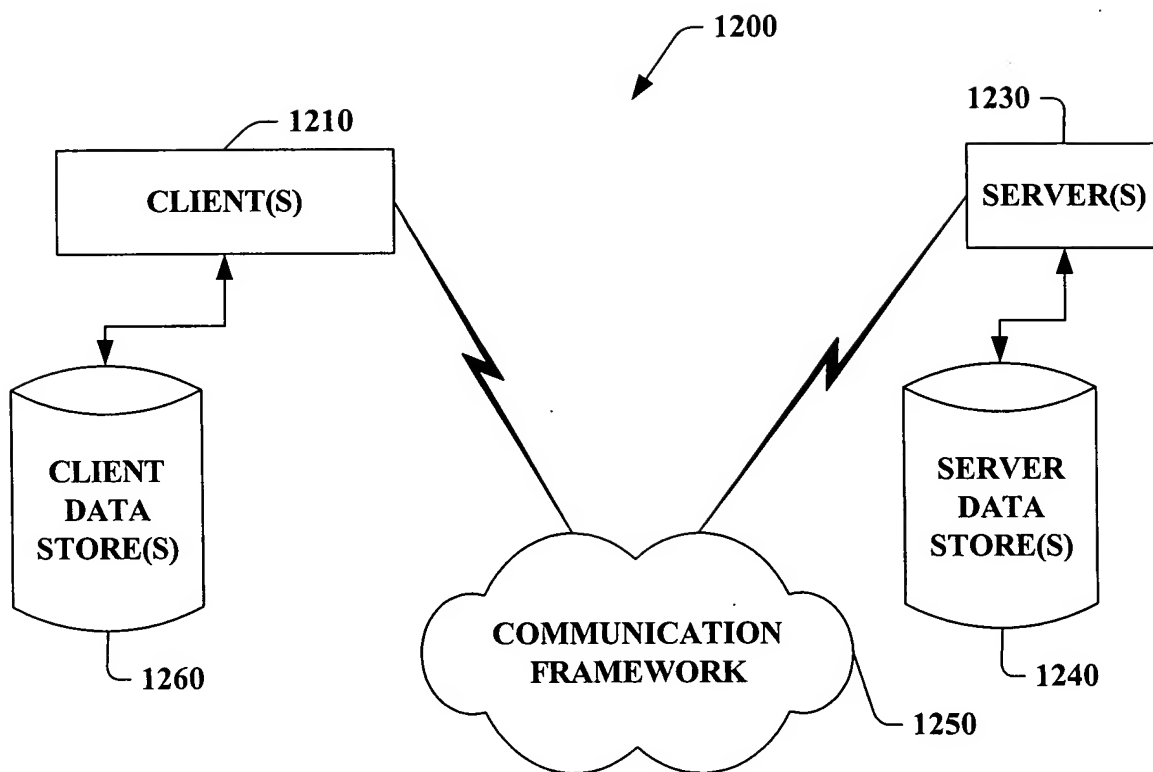 1200
1210
1230
CLIENT(S)
SERVER(S)
CLIENT
DATA
STORE(S)
SERVER
DATA
STORE(S)
COMMUNICATION
FRAMEWORK
1260
1240
1250